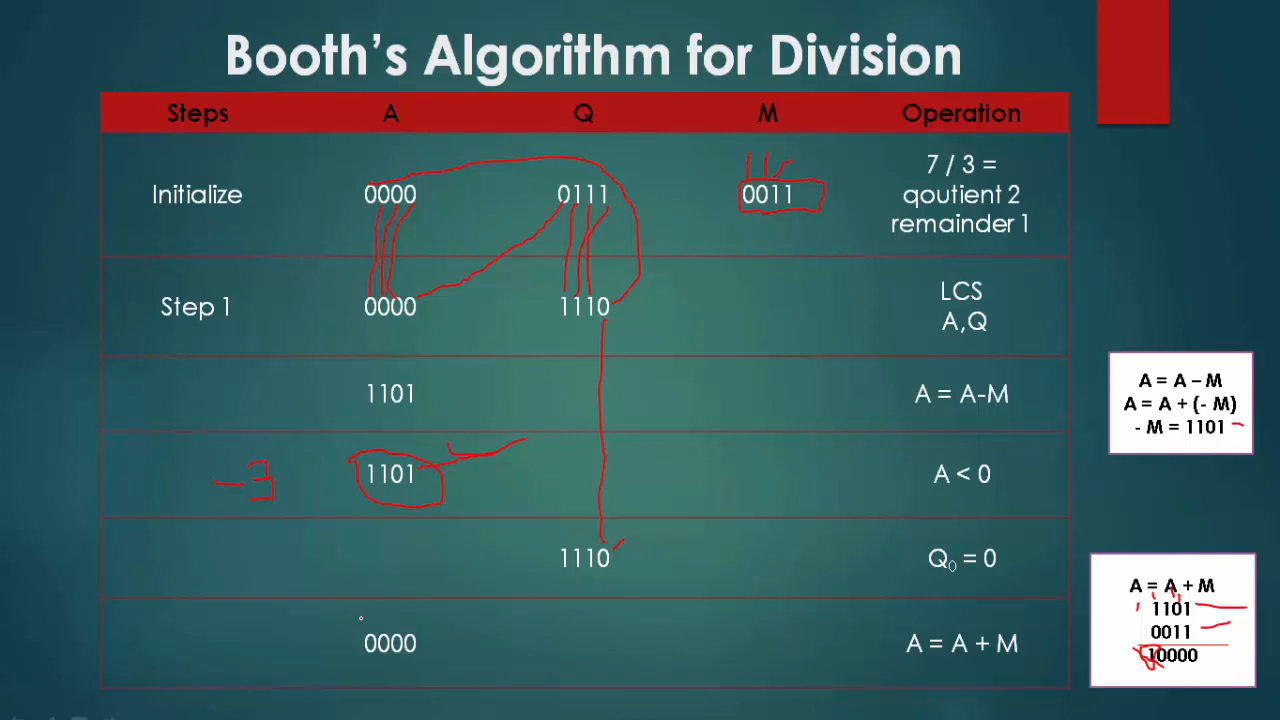 Booth's Algorithm for Division
Steps A Q M Operation
Initialize 0000 0111 0011 7 / 3 =
qoutient 2
remainder 1
Step 1 0000 1110 LCS
A,Q
1101 A = A-M
-3 1101 A < 0
1110 Q₀ = 0
0000 A = A + M
A = A – M
A = A + (- M)
- M = 1101
A = A + M
1101
0011
10000